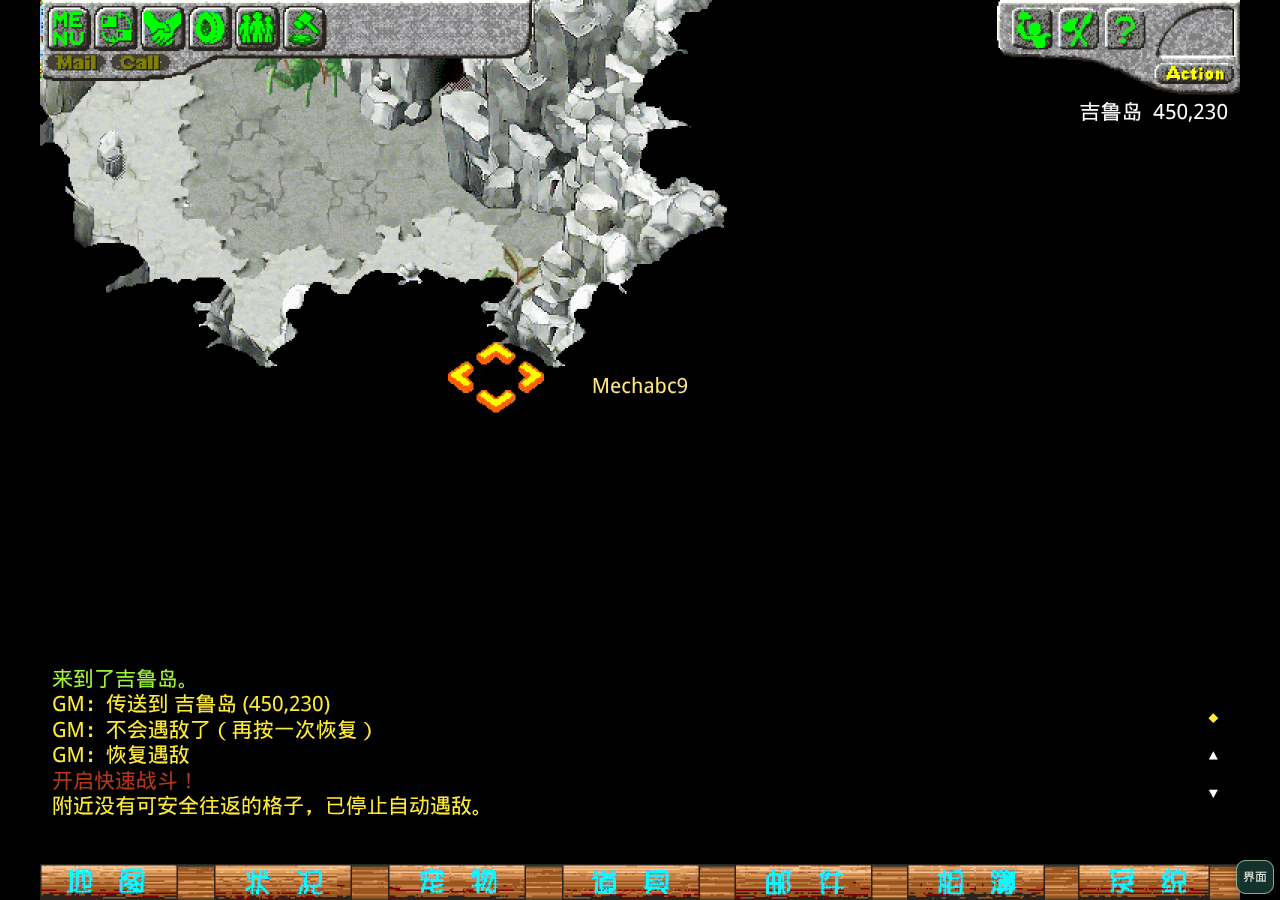 MENU
Mail Call
Action
吉鲁岛 450,230
Mechabc9
来到了吉鲁岛。
GM：传送到 吉鲁岛 (450,230)
GM：不会遇敌了（再按一次恢复）
GM：恢复遇敌
开启快速战斗！
附近没有可安全往返的格子，已停止自动遇敌。
地图 状况 宠物 道具 邮件 相簿 系统
界面